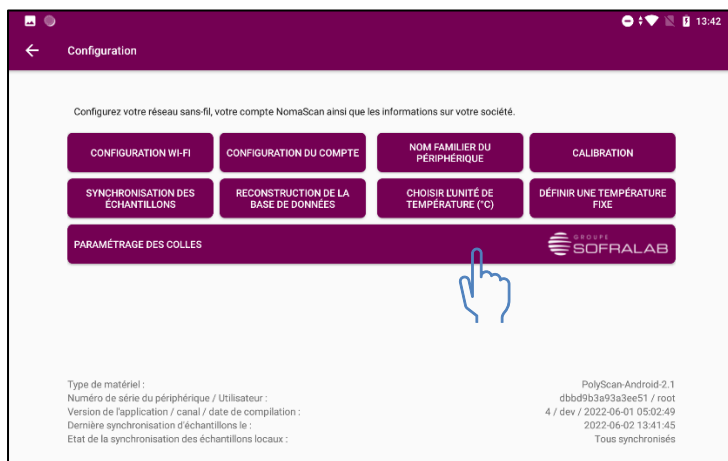 13:42
Configuration
Configurez votre réseau sans-fil, votre compte NomaScan ainsi que les informations sur votre société.
CONFIGURATION WI-FI
CONFIGURATION DU COMPTE
NOM FAMILIER DU
PÉRIPHÉRIQUE
CALIBRATION
SYNCHRONISATION DES
ÉCHANTILLONS
RECONSTRUCTION DE LA
BASE DE DONNÉES
CHOISIR L'UNITÉ DE
TEMPÉRATURE (°C)
DÉFINIR UNE TEMPÉRATURE
FIXE
PARAMÉTRAGE DES COLLES
GROUPE
SOFRALAB
Type de matériel : PolyScan-Android-2.1
Numéro de série du périphérique / Utilisateur : dbbd9b3a93a3ee51 / root
Version de l'application / canal / date de compilation : 4 / dev / 2022-06-01 05:02:49
Dernière synchronisation d'échantillons le : 2022-06-02 13:41:45
Etat de la synchronisation des échantillons locaux : Tous synchronisés